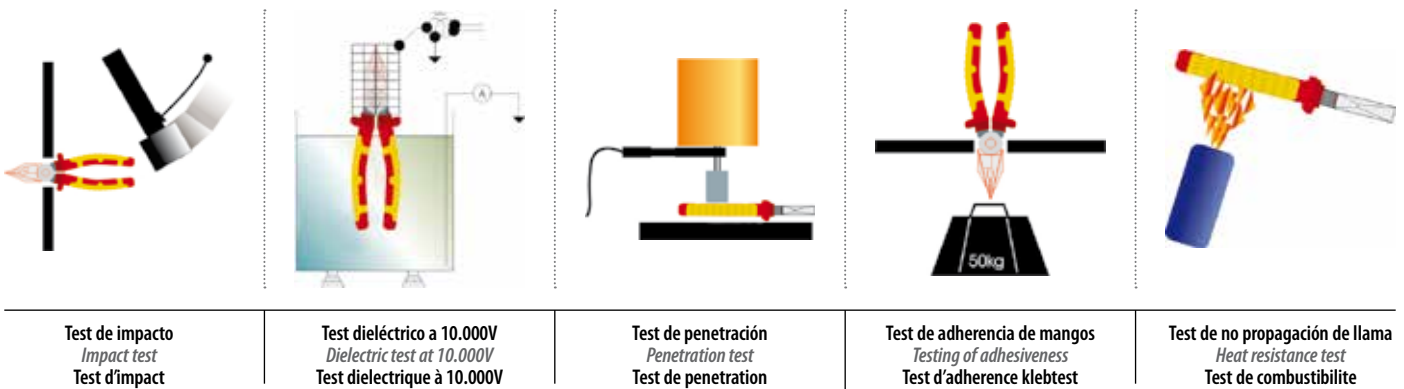 A
50kg
Test de impacto
Impact test
Test d'impact
Test dieléctrico a 10.000V
Dielectric test at 10.000V
Test dielectrique à 10.000V
Test de penetración
Penetration test
Test de penetration
Test de adherencia de mangos
Testing of adhesiveness
Test d'adherence klebtest
Test de no propagación de llama
Heat resistance test
Test de combustibilite